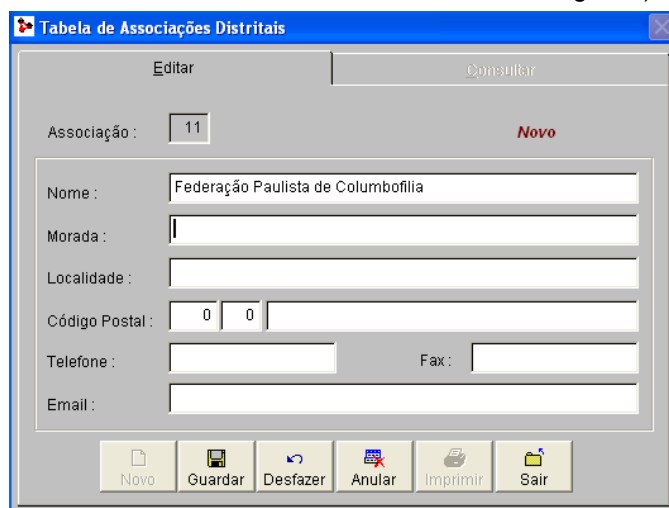 Tabela de Associações Distritais
Editar Consultar
Associação : 11 Novo
Nome : Federação Paulista de Columbofilia
Morada :
Localidade :
Código Postal : 0 0
Telefone : Fax :
Email :
Novo Guardar Desfazer Anular Imprimir Sair